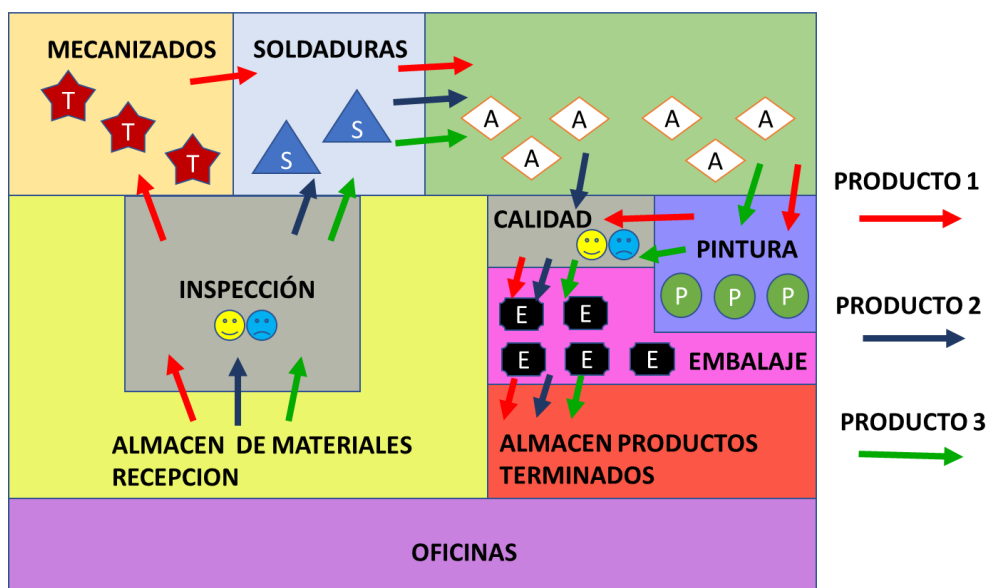 MECANIZADOS
SOLDADURAS
T
T
T
S
S
A
A
A
A
A
A
PRODUCTO 1
CALIDAD
PINTURA
P
P
P
INSPECCIÓN
E
E
E
E
E
EMBALAJE
PRODUCTO 2
PRODUCTO 3
ALMACEN DE MATERIALES
RECEPCION
ALMACEN PRODUCTOS
TERMINADOS
OFICINAS